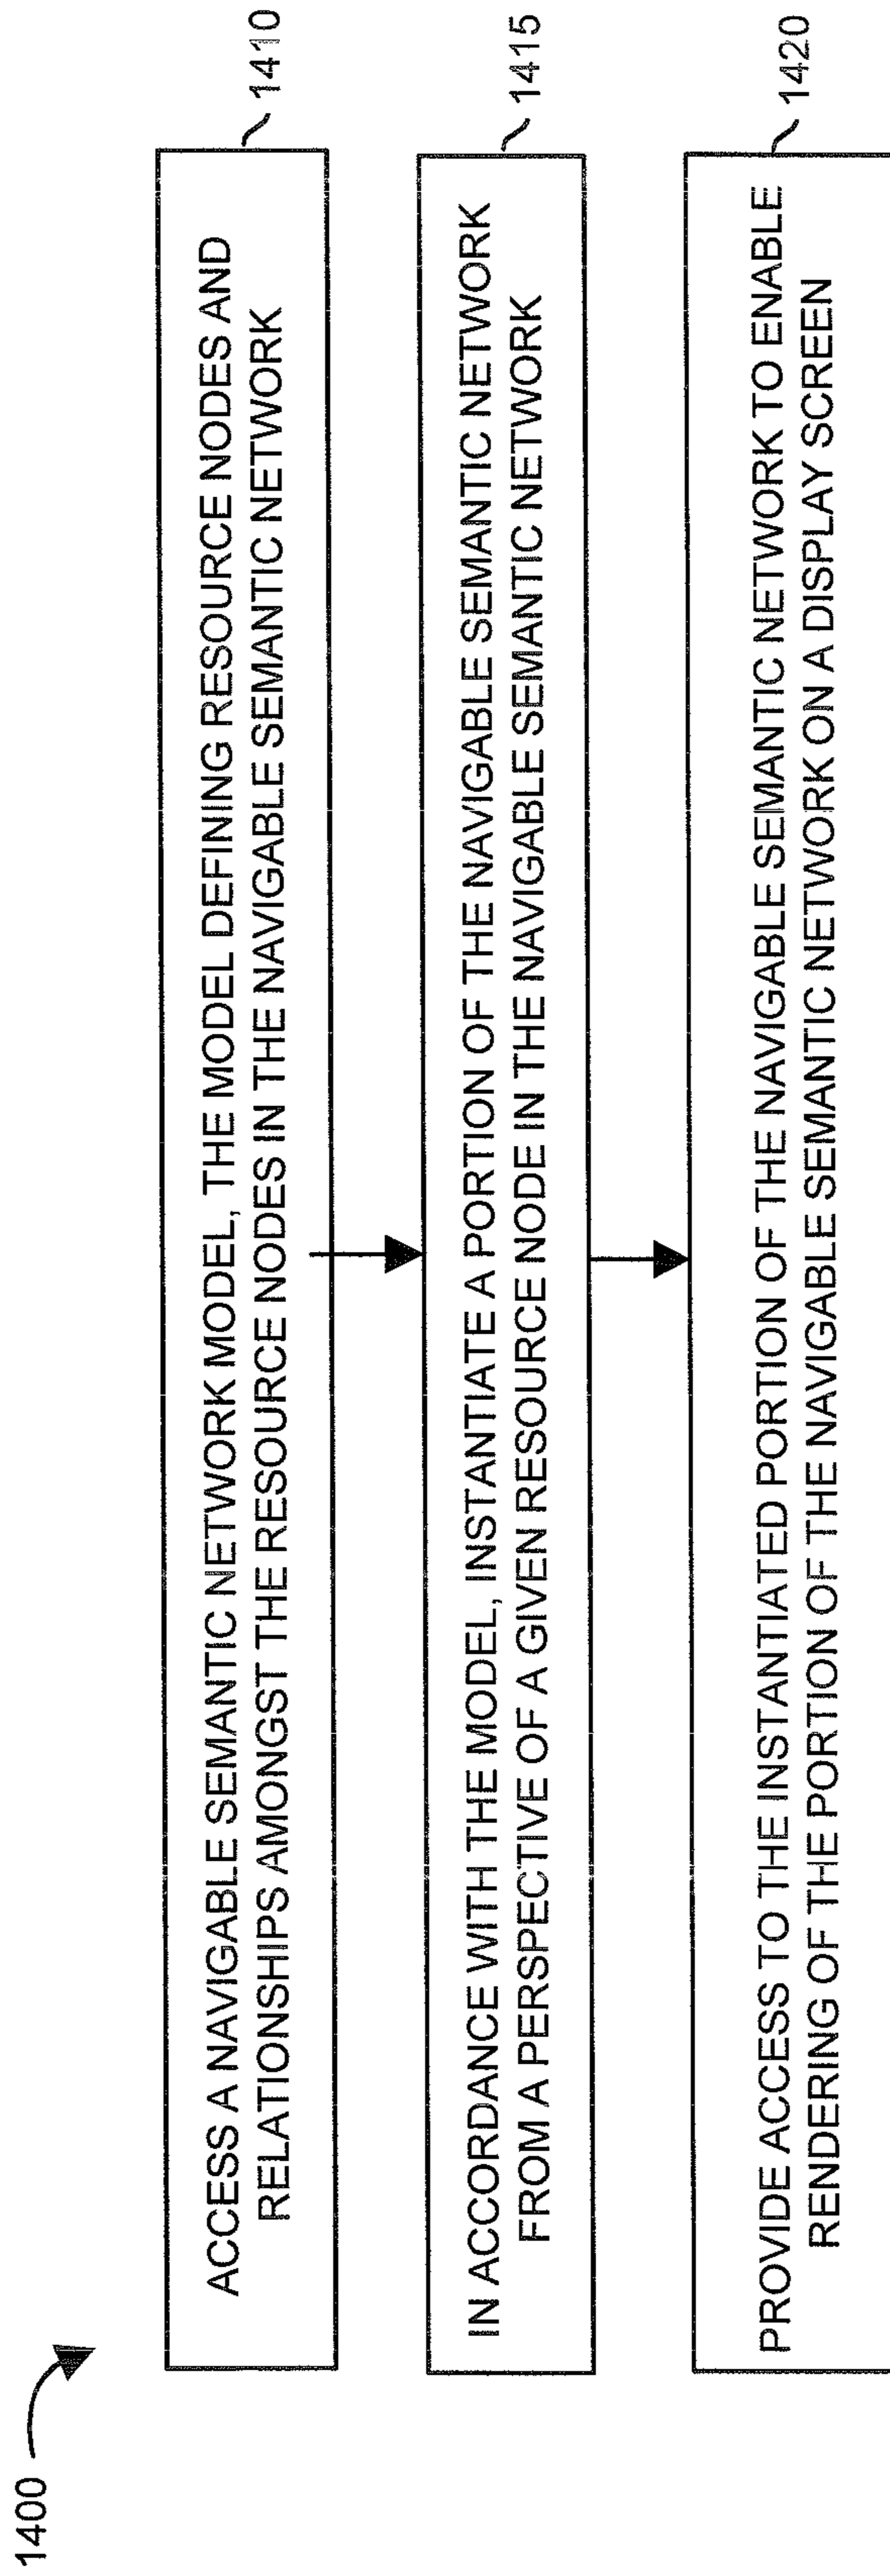 1400
ACCESS A NAVIGABLE SEMANTIC NETWORK MODEL, THE MODEL DEFINING RESOURCE NODES AND
RELATIONSHIPS AMONGST THE RESOURCE NODES IN THE NAVIGABLE SEMANTIC NETWORK
1410
IN ACCORDANCE WITH THE MODEL, INSTANTIATE A PORTION OF THE NAVIGABLE SEMANTIC NETWORK
FROM A PERSPECTIVE OF A GIVEN RESOURCE NODE IN THE NAVIGABLE SEMANTIC NETWORK
1415
PROVIDE ACCESS TO THE INSTANTIATED PORTION OF THE NAVIGABLE SEMANTIC NETWORK TO ENABLE
RENDERING OF THE PORTION OF THE NAVIGABLE SEMANTIC NETWORK ON A DISPLAY SCREEN
1420